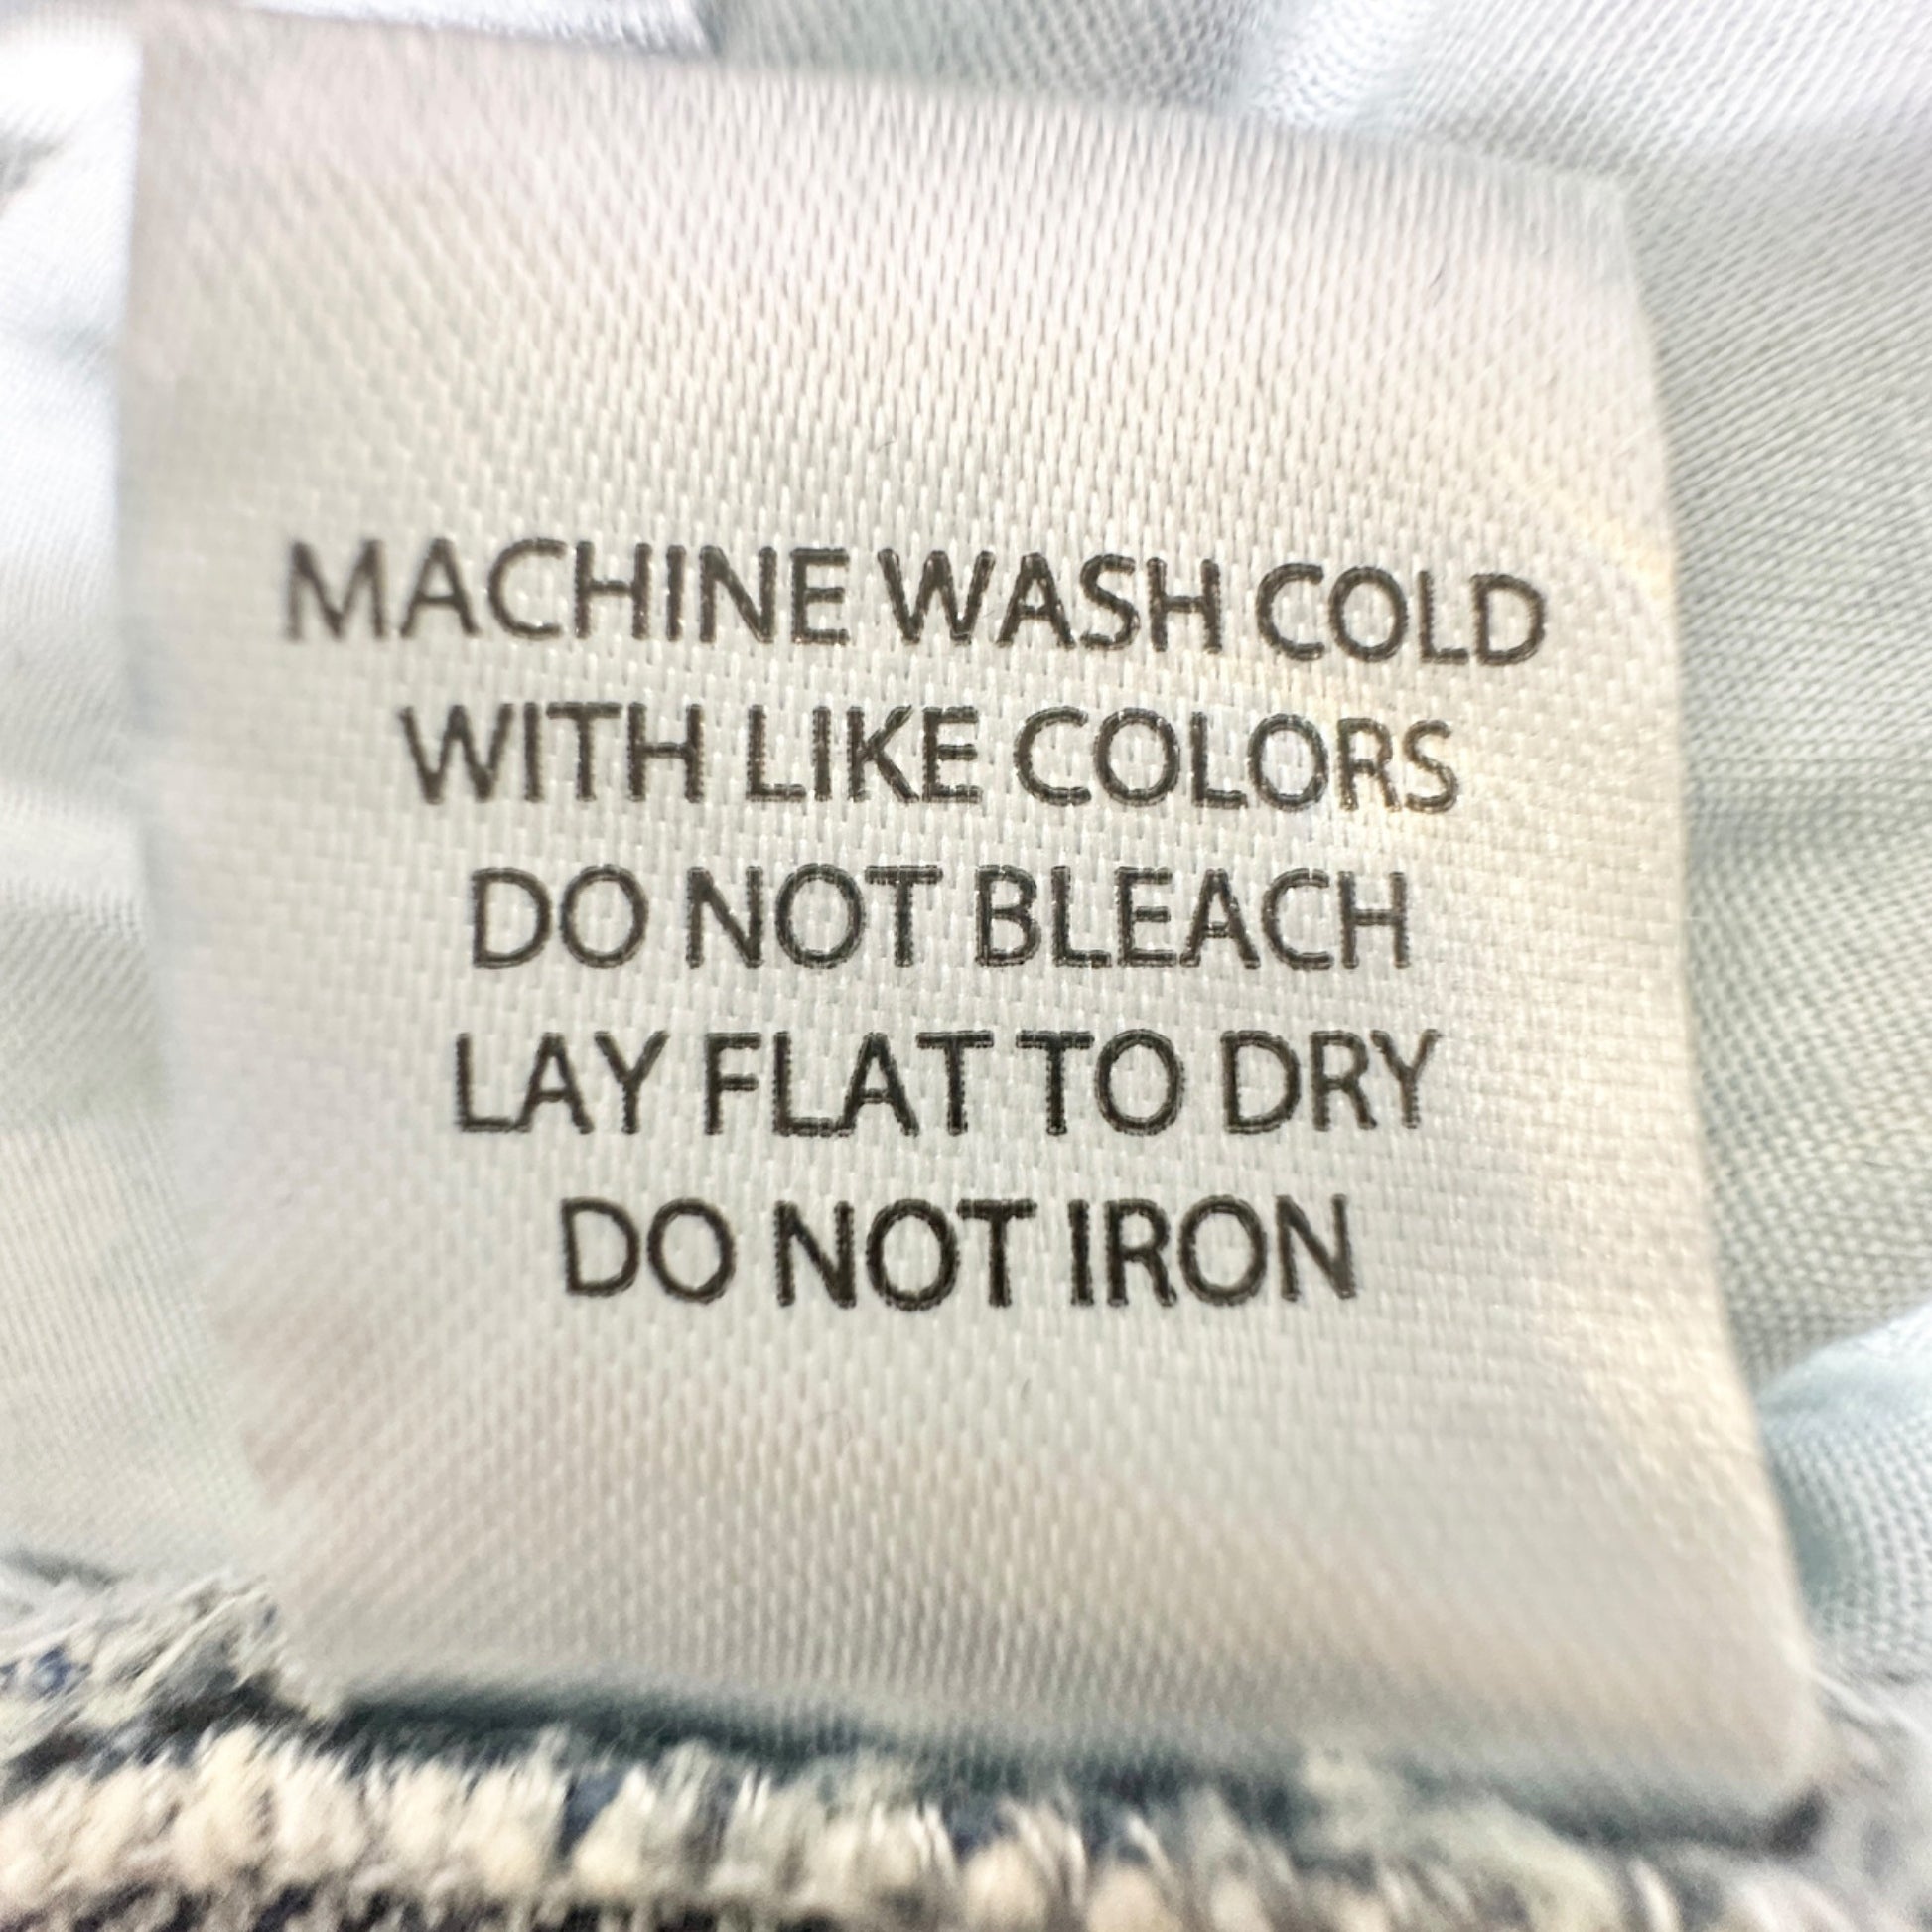 MACHINE WASH COLD
WITH LIKE COLORS
DO NOT BLEACH
LAY FLAT TO DRY
DO NOT IRON